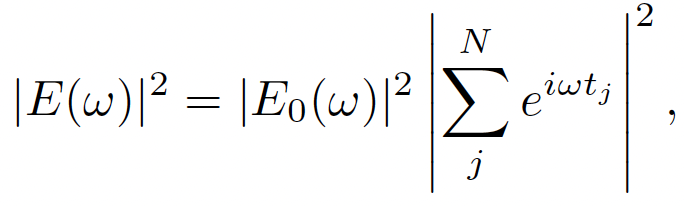 |E(ω)|² = |E₀(ω)|² |∑_j^N e^{iωt_j}|²,